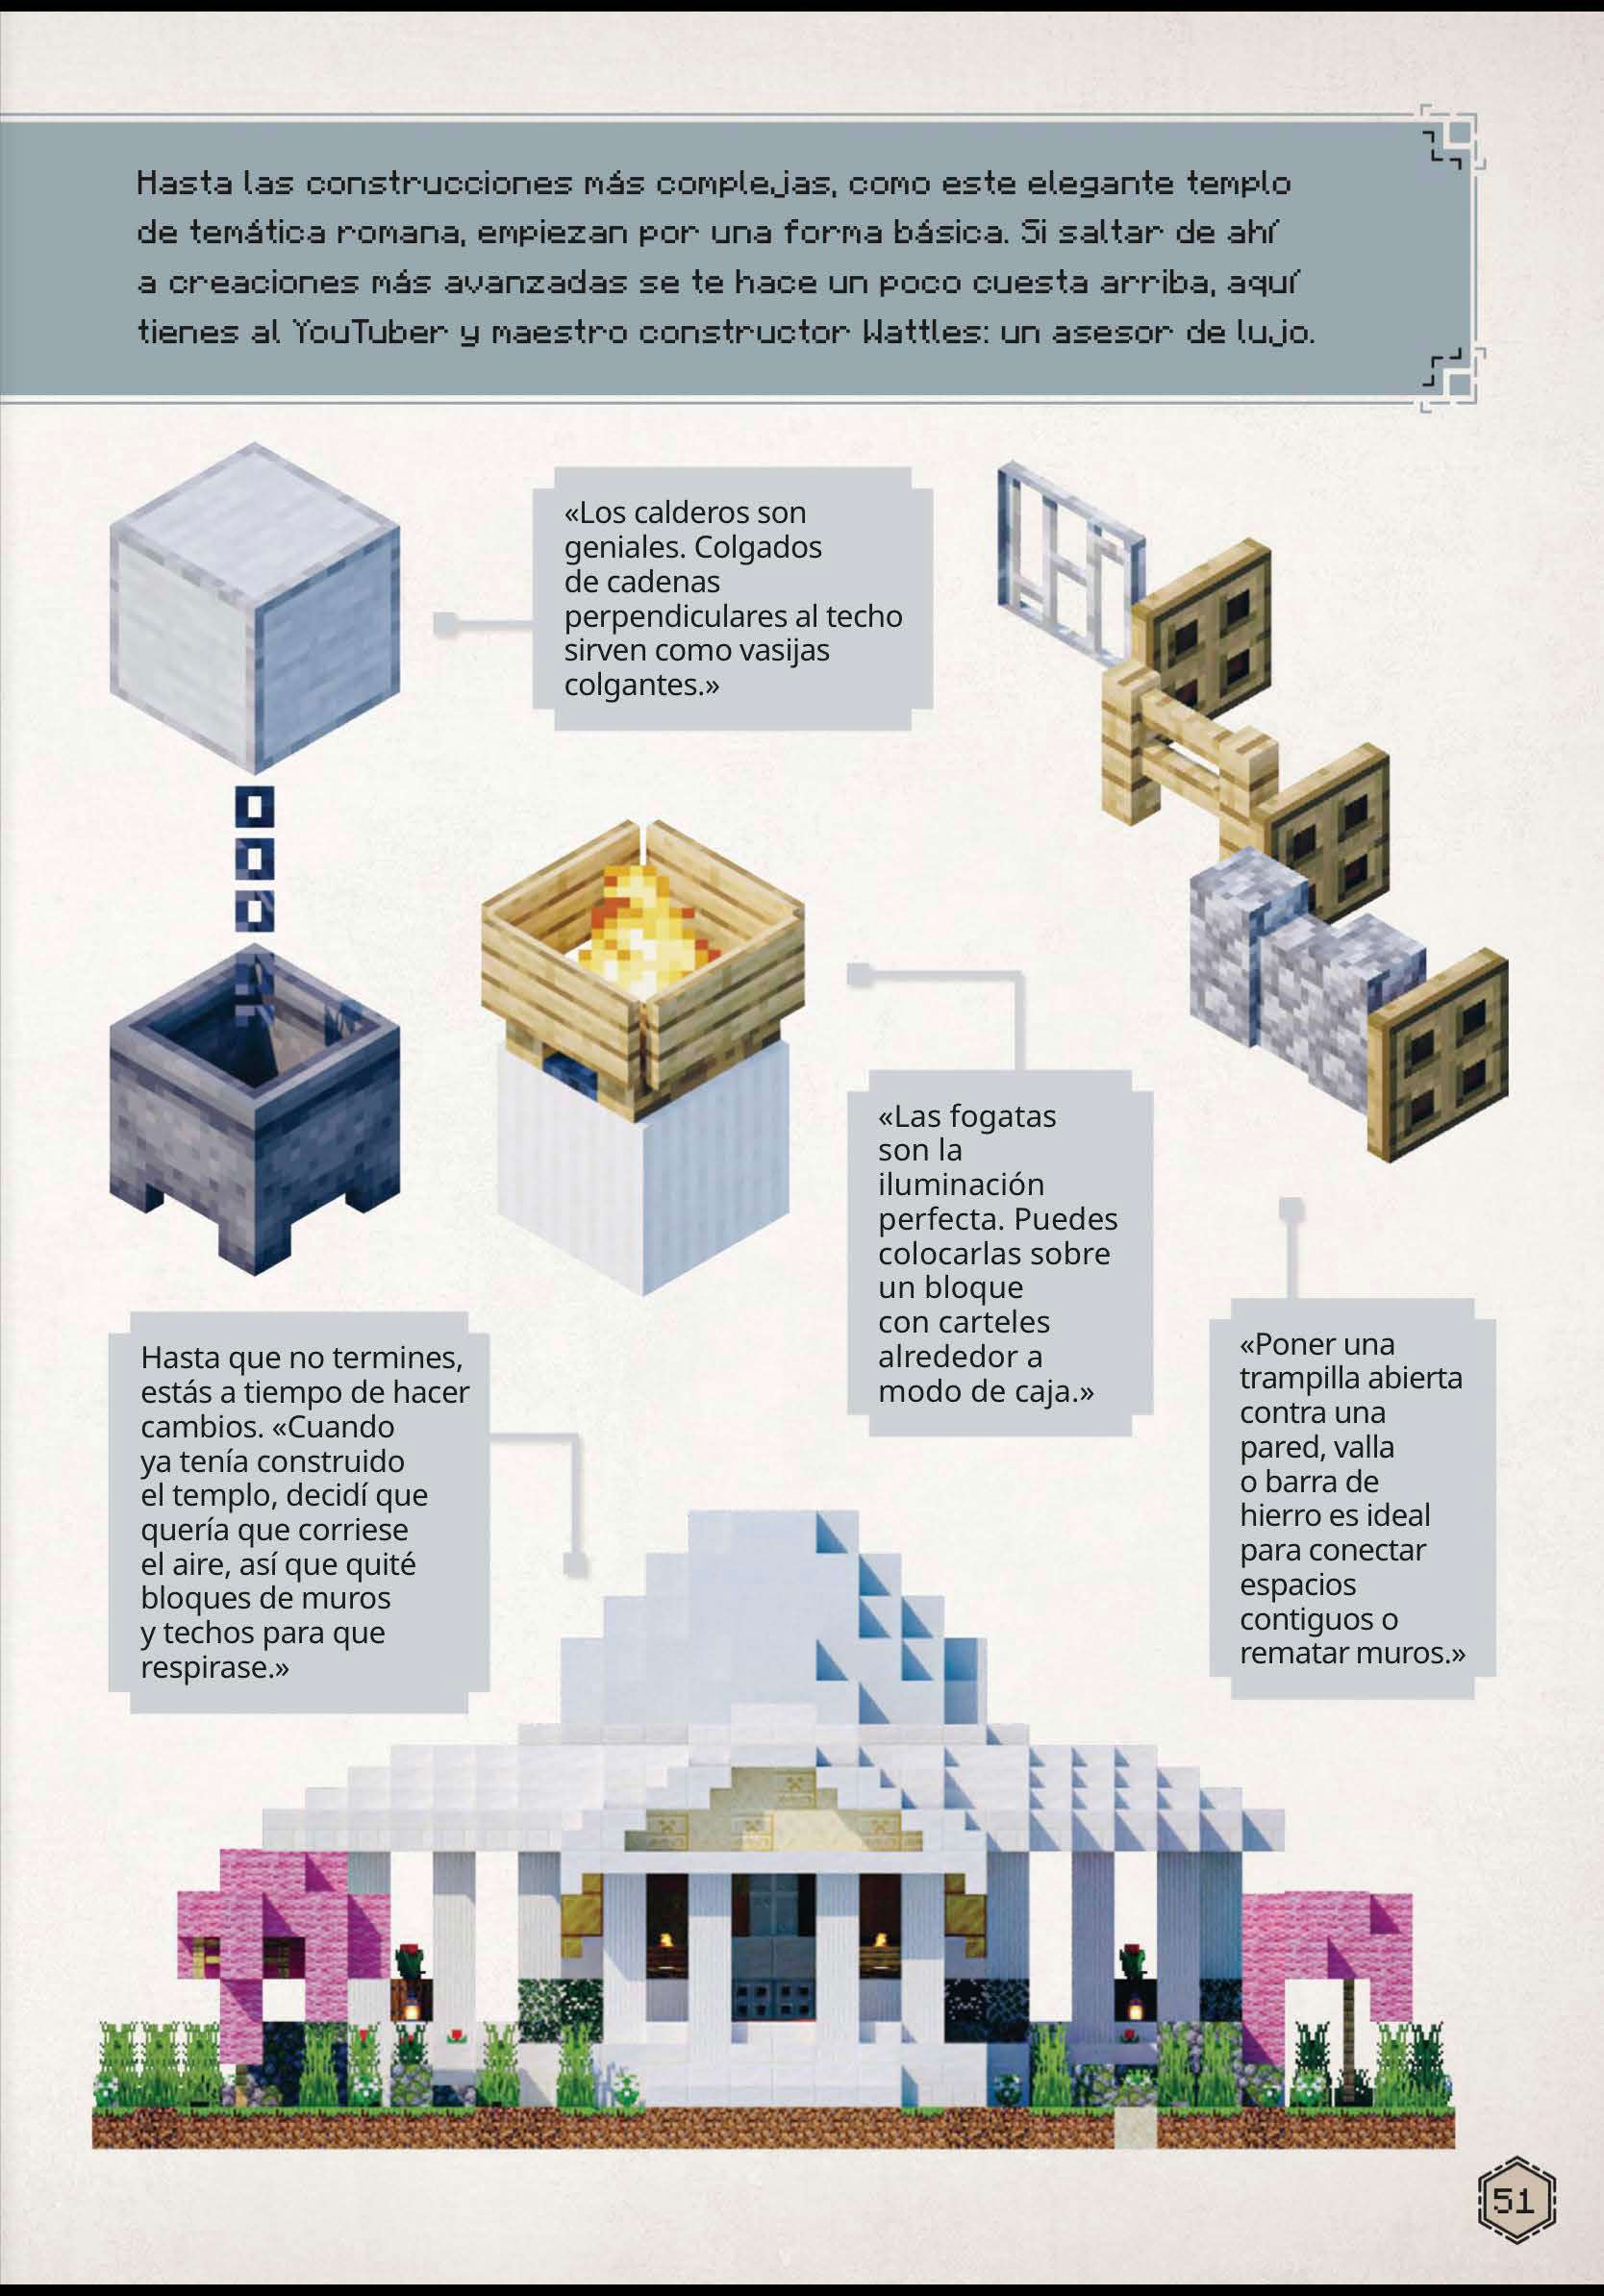 Hasta las construcciones más complejas, como este elegante templo
de temática romana, empiezan por una forma básica. Si saltar de ahí
a creaciones más avanzadas se te hace un poco cuesta arriba, aquí
tienes al YouTuber y maestro constructor Wattles: un asesor de lujo.
«Los calderos son
geniales. Colgados
de cadenas
perpendiculares al techo
sirven como vasijas
colgantes.»
«Las fogatas
son la
iluminación
perfecta. Puedes
colocarlas sobre
un bloque
con carteles
alrededor a
modo de caja.»
«Poner una
trampilla abierta
contra una
pared, valla
o barra de
hierro es ideal
para conectar
espacios
contiguos o
rematar muros.»
Hasta que no termines,
estás a tiempo de hacer
cambios. «Cuando
ya tenía construido
el templo, decidí que
quería que corriese
el aire, así que quité
bloques de muros
y techos para que
respirase.»
51